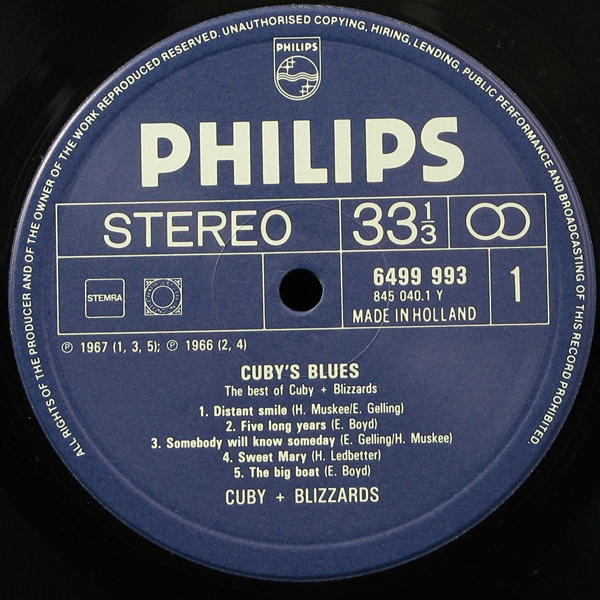 ALL RIGHTS OF THE PRODUCER AND OF THE OWNER OF THE WORK REPRODUCED RESERVED. UNAUTHORISED COPYING, HIRING, LENDING, PUBLIC PERFORMANCE AND BROADCASTING OF THIS RECORD PROHIBITED.
PHILIPS
PHILIPS
STEREO
33 1/3
STEMRA
6499 993
845 040.1 Y
MADE IN HOLLAND
1
Ⓟ 1967 (1, 3, 5); Ⓟ 1966 (2, 4)
CUBY'S BLUES
The best of Cuby + Blizzards
1. Distant smile (H. Muskee/E. Gelling)
2. Five long years (E. Boyd)
3. Somebody will know someday (E. Gelling/H. Muskee)
4. Sweet Mary (H. Ledbetter)
5. The big boat (E. Boyd)
CUBY + BLIZZARDS